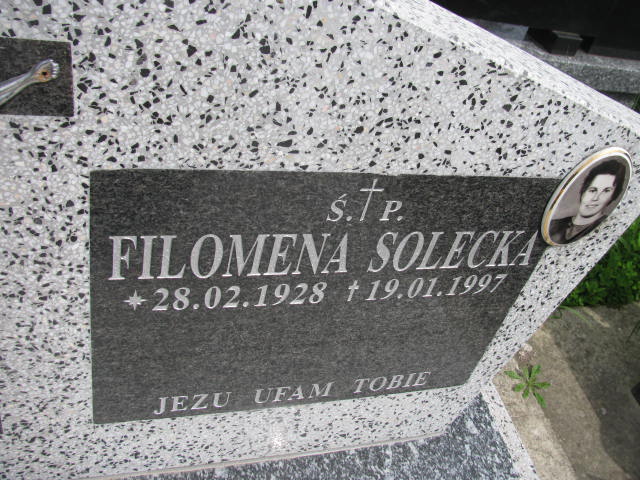 Ś. † P.
FILOMENA SOLECKA
* 28.02.1928 † 19.01.1997
JEZU UFAM TOBIE